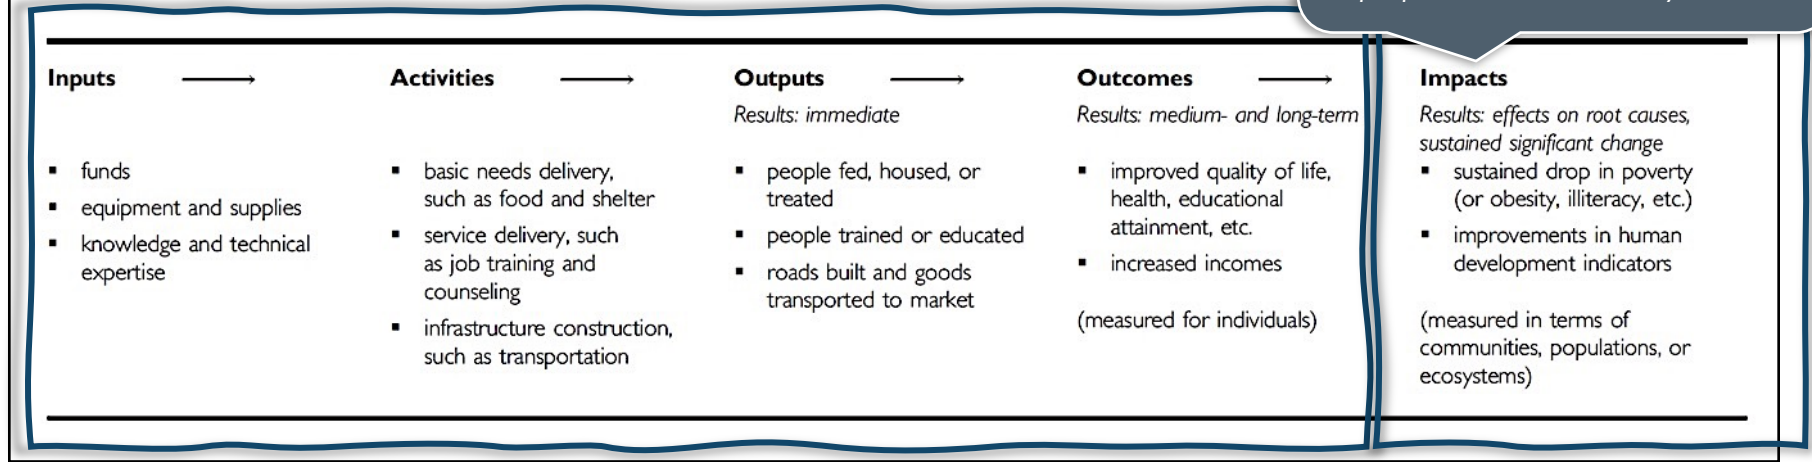 Inputs →
funds
equipment and supplies
knowledge and technical
expertise
Activities →
basic needs delivery,
such as food and shelter
service delivery, such
as job training and
counseling
infrastructure construction,
such as transportation
Outputs →
Results: immediate
people fed, housed, or
treated
people trained or educated
roads built and goods
transported to market
Outcomes →
Results: medium- and long-term
improved quality of life,
health, educational
attainment, etc.
increased incomes
(measured for individuals)
Impacts
Results: effects on root causes,
sustained significant change
sustained drop in poverty
(or obesity, illiteracy, etc.)
improvements in human
development indicators
(measured in terms of
communities, populations, or
ecosystems)